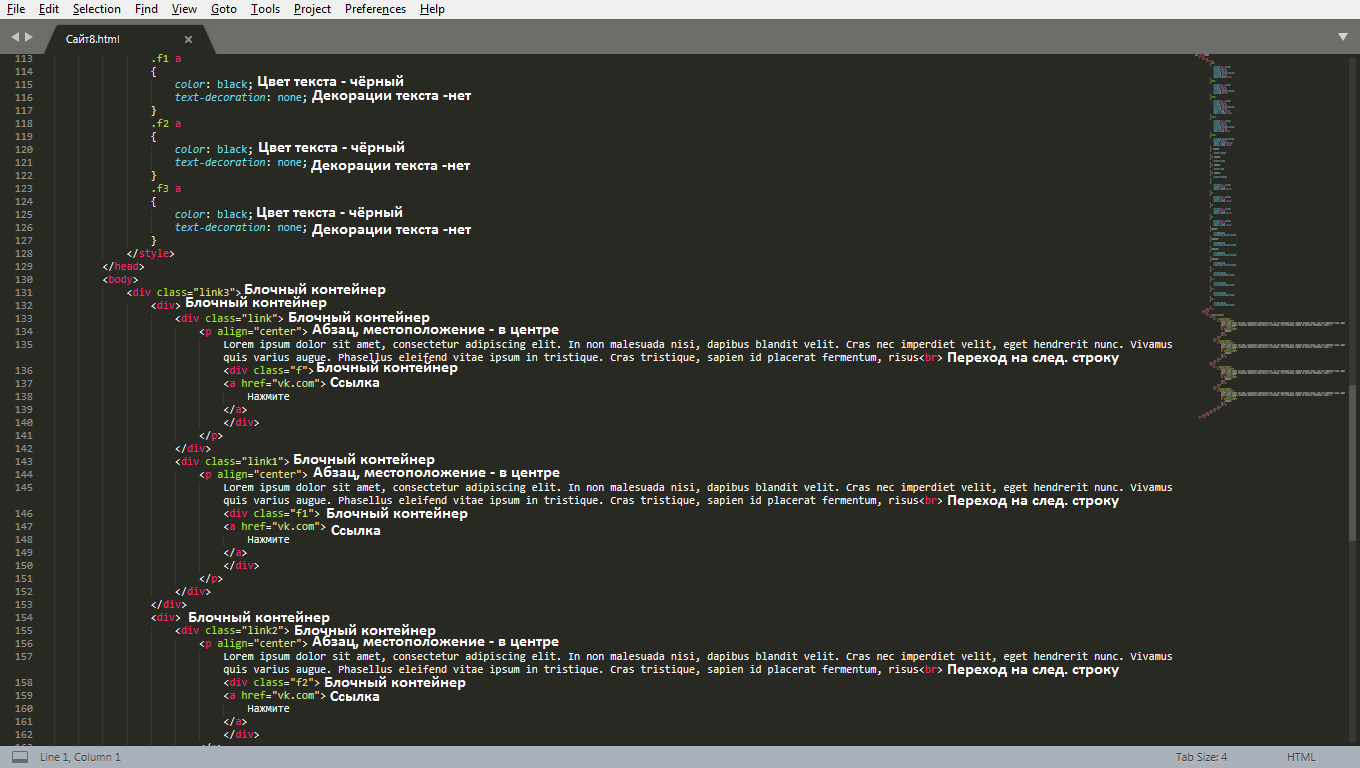 File Edit Selection Find View Goto Tools Project Preferences Help
Сайт8.html ×
113 .f1 a
114 {
115 color: black; Цвет текста - чёрный
116 text-decoration: none; Декорации текста -нет
117 }
118 .f2 a
119 {
120 color: black; Цвет текста - чёрный
121 text-decoration: none; Декорации текста -нет
122 }
123 .f3 a
124 {
125 color: black; Цвет текста - чёрный
126 text-decoration: none; Декорации текста -нет
127 }
128 </style>
129 </head>
130 <body>
131 <div class="link3"> Блочный контейнер
132 <div> Блочный контейнер
133 <div class="link"> Блочный контейнер
134 <p align="center"> Абзац, местоположение - в центре
135 Lorem ipsum dolor sit amet, consectetur adipiscing elit. In non malesuada nisi, dapibus blandit velit. Cras nec imperdiet velit, eget hendrerit nunc. Vivamus
quis varius augue. Phasellus eleifend vitae ipsum in tristique. Cras tristique, sapien id placerat fermentum, risus<br> Переход на след. строку
136 <div class="f"> Блочный контейнер
137 <a href="vk.com"> Ссылка
138 Нажмите
139 </a>
140 </div>
141 </p>
142 </div>
143 <div class="link1"> Блочный контейнер
144 <p align="center"> Абзац, местоположение - в центре
145 Lorem ipsum dolor sit amet, consectetur adipiscing elit. In non malesuada nisi, dapibus blandit velit. Cras nec imperdiet velit, eget hendrerit nunc. Vivamus
quis varius augue. Phasellus eleifend vitae ipsum in tristique. Cras tristique, sapien id placerat fermentum, risus<br> Переход на след. строку
146 <div class="f1"> Блочный контейнер
147 <a href="vk.com"> Ссылка
148 Нажмите
149 </a>
150 </div>
151 </p>
152 </div>
153 </div>
154 <div> Блочный контейнер
155 <div class="link2"> Блочный контейнер
156 <p align="center"> Абзац, местоположение - в центре
157 Lorem ipsum dolor sit amet, consectetur adipiscing elit. In non malesuada nisi, dapibus blandit velit. Cras nec imperdiet velit, eget hendrerit nunc. Vivamus
quis varius augue. Phasellus eleifend vitae ipsum in tristique. Cras tristique, sapien id placerat fermentum, risus<br> Переход на след. строку
158 <div class="f2"> Блочный контейнер
159 <a href="vk.com"> Ссылка
160 Нажмите
161 </a>
162 </div>
Line 1, Column 1 Tab Size: 4 HTML